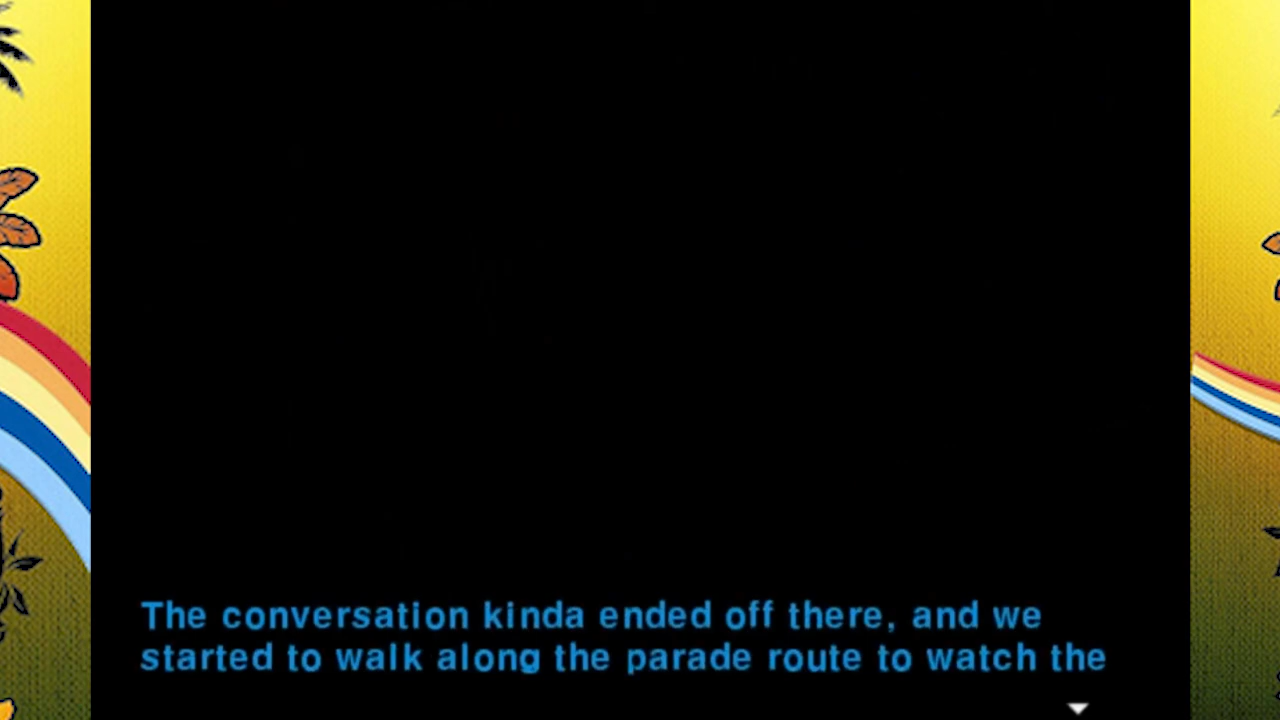 The conversation kinda ended off there, and we
started to walk along the parade route to watch the